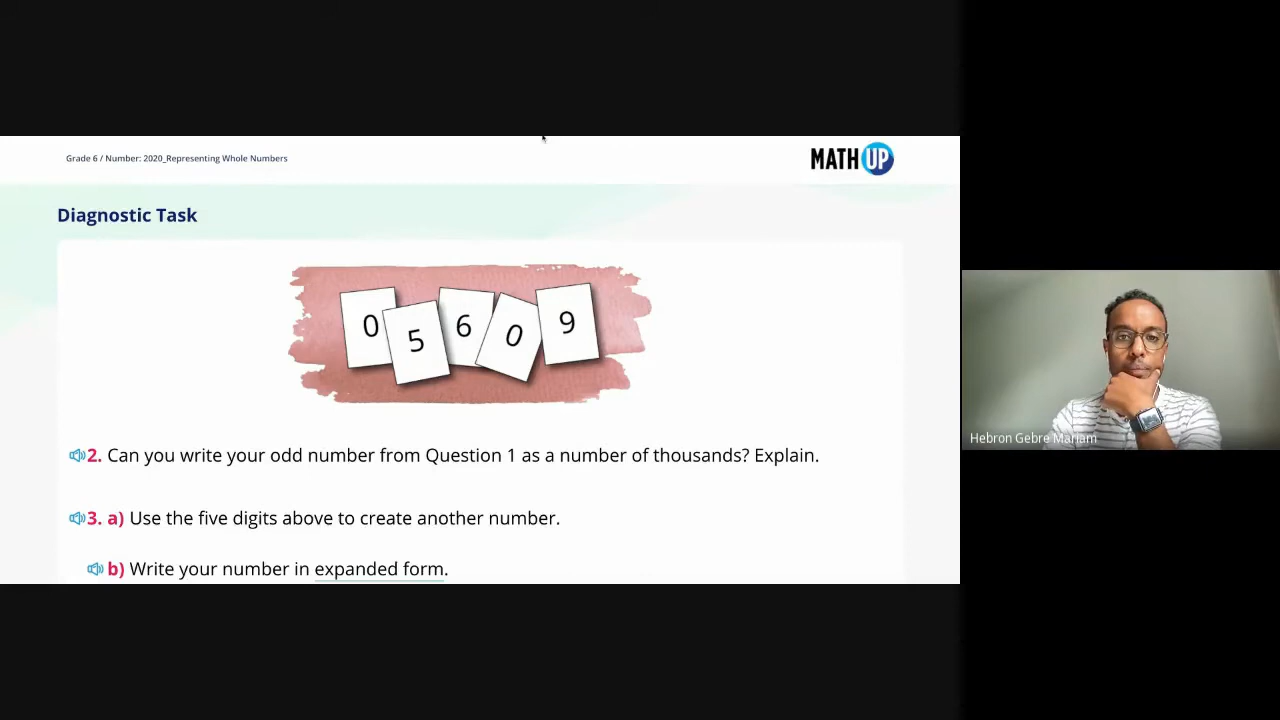 Grade 6 / Number: 2020_Representing Whole Numbers
MATH UP
Diagnostic Task
0 5 6 0 9
2. Can you write your odd number from Question 1 as a number of thousands? Explain.
3. a) Use the five digits above to create another number.
b) Write your number in expanded form.
Hebron Gebre Mariam